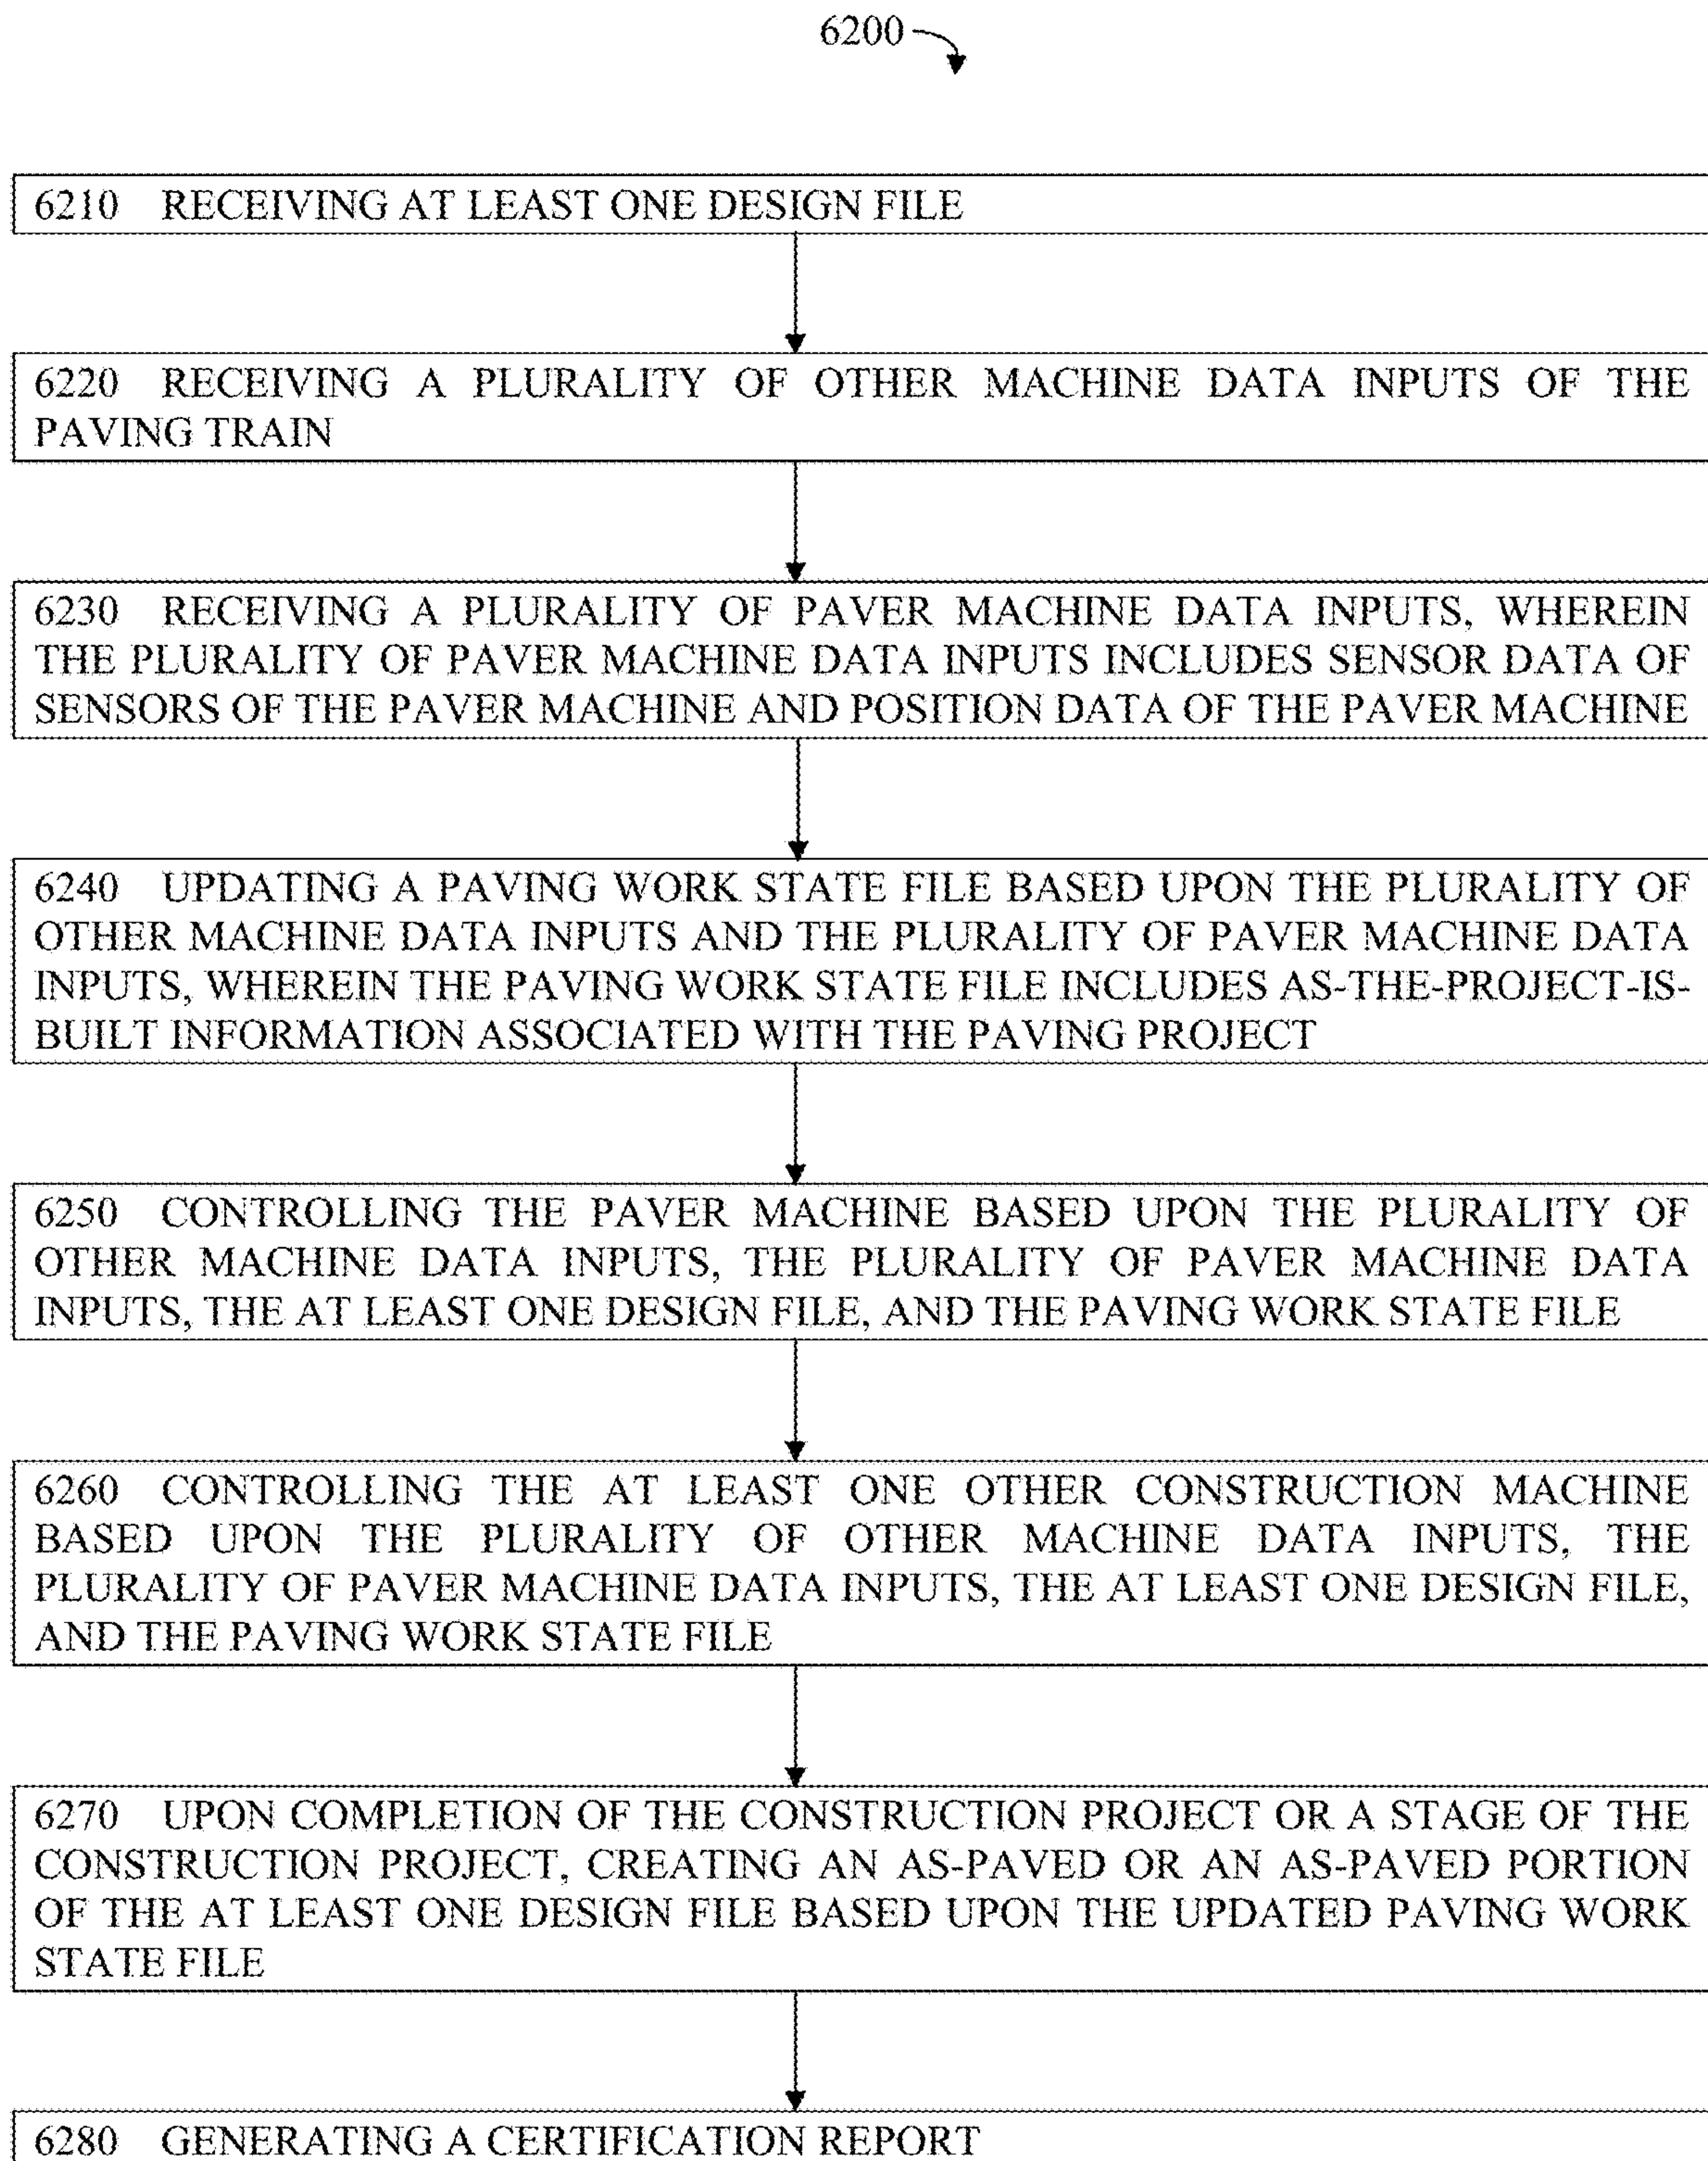 6200
6210 RECEIVING AT LEAST ONE DESIGN FILE
6220 RECEIVING A PLURALITY OF OTHER MACHINE DATA INPUTS OF THE
PAVING TRAIN
6230 RECEIVING A PLURALITY OF PAVER MACHINE DATA INPUTS, WHEREIN
THE PLURALITY OF PAVER MACHINE DATA INPUTS INCLUDES SENSOR DATA OF
SENSORS OF THE PAVER MACHINE AND POSITION DATA OF THE PAVER MACHINE
6240 UPDATING A PAVING WORK STATE FILE BASED UPON THE PLURALITY OF
OTHER MACHINE DATA INPUTS AND THE PLURALITY OF PAVER MACHINE DATA
INPUTS, WHEREIN THE PAVING WORK STATE FILE INCLUDES AS-THE-PROJECT-IS-
BUILT INFORMATION ASSOCIATED WITH THE PAVING PROJECT
6250 CONTROLLING THE PAVER MACHINE BASED UPON THE PLURALITY OF
OTHER MACHINE DATA INPUTS, THE PLURALITY OF PAVER MACHINE DATA
INPUTS, THE AT LEAST ONE DESIGN FILE, AND THE PAVING WORK STATE FILE
6260 CONTROLLING THE AT LEAST ONE OTHER CONSTRUCTION MACHINE
BASED UPON THE PLURALITY OF OTHER MACHINE DATA INPUTS, THE
PLURALITY OF PAVER MACHINE DATA INPUTS, THE AT LEAST ONE DESIGN FILE,
AND THE PAVING WORK STATE FILE
6270 UPON COMPLETION OF THE CONSTRUCTION PROJECT OR A STAGE OF THE
CONSTRUCTION PROJECT, CREATING AN AS-PAVED OR AN AS-PAVED PORTION
OF THE AT LEAST ONE DESIGN FILE BASED UPON THE UPDATED PAVING WORK
STATE FILE
6280 GENERATING A CERTIFICATION REPORT